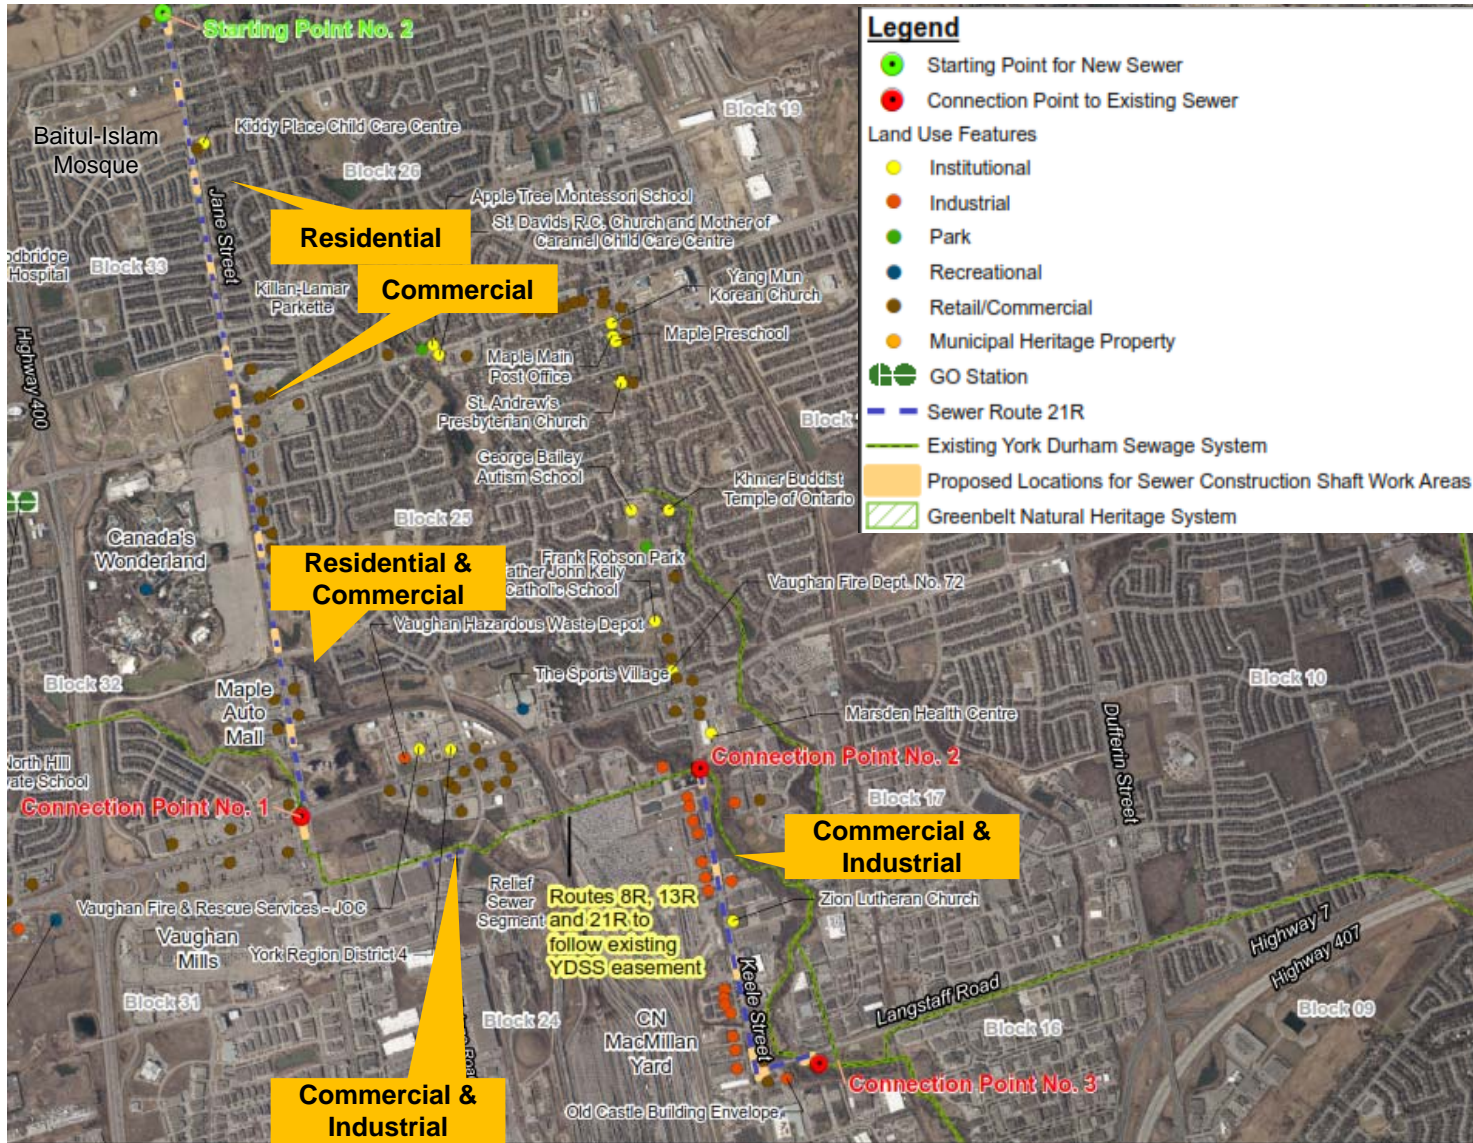 Starting Point No. 2
Kiddy Place Child Care Centre
Baitul-Islam
Mosque
Block 19
Block 26
Jane Street
Residential
Apple Tree Montessori School
St. Davids R.C. Church and Mother of
Caramel Child Care Centre
odbridge
Hospital
Block 33
Killan-Lamar
Parkette
Commercial
Yang Mun
Korean Church
Maple Preschool
Maple Main
Post Office
Highway 400
St. Andrew's
Presbyterian Church
Block
George Bailey
Autism School
Khmer Buddist
Temple of Ontario
Block 25
Canada's
Wonderland
Residential &
Commercial
Frank Robson Park
ather John Kelly
Catholic School
Vaughan Fire Dept. No. 72
Vaughan Hazardous Waste Depot
The Sports Village
Block 32
Block 10
Maple
Auto
Mall
Marsden Health Centre
Dufferin Street
North Hill
vate School
Connection Point No. 2
Connection Point No. 1
Block 17
Commercial &
Industrial
Relief
Sewer
Segment
Routes 8R, 13R
and 21R to
follow existing
YDSS easement
Zion Lutheran Church
Vaughan Fire & Rescue Services - JOC
Vaughan
Mills
York Region District 4
Highway 7
Highway 407
Keele Street
Langstaff Road
Block 31
Block 24
Block 16
Block 09
CN
MacMillan
Yard
Connection Point No. 3
Commercial &
Industrial
Old Castle Building Envelope
Legend
Starting Point for New Sewer
Connection Point to Existing Sewer
Land Use Features
Institutional
Industrial
Park
Recreational
Retail/Commercial
Municipal Heritage Property
GO Station
Sewer Route 21R
Existing York Durham Sewage System
Proposed Locations for Sewer Construction Shaft Work Areas
Greenbelt Natural Heritage System